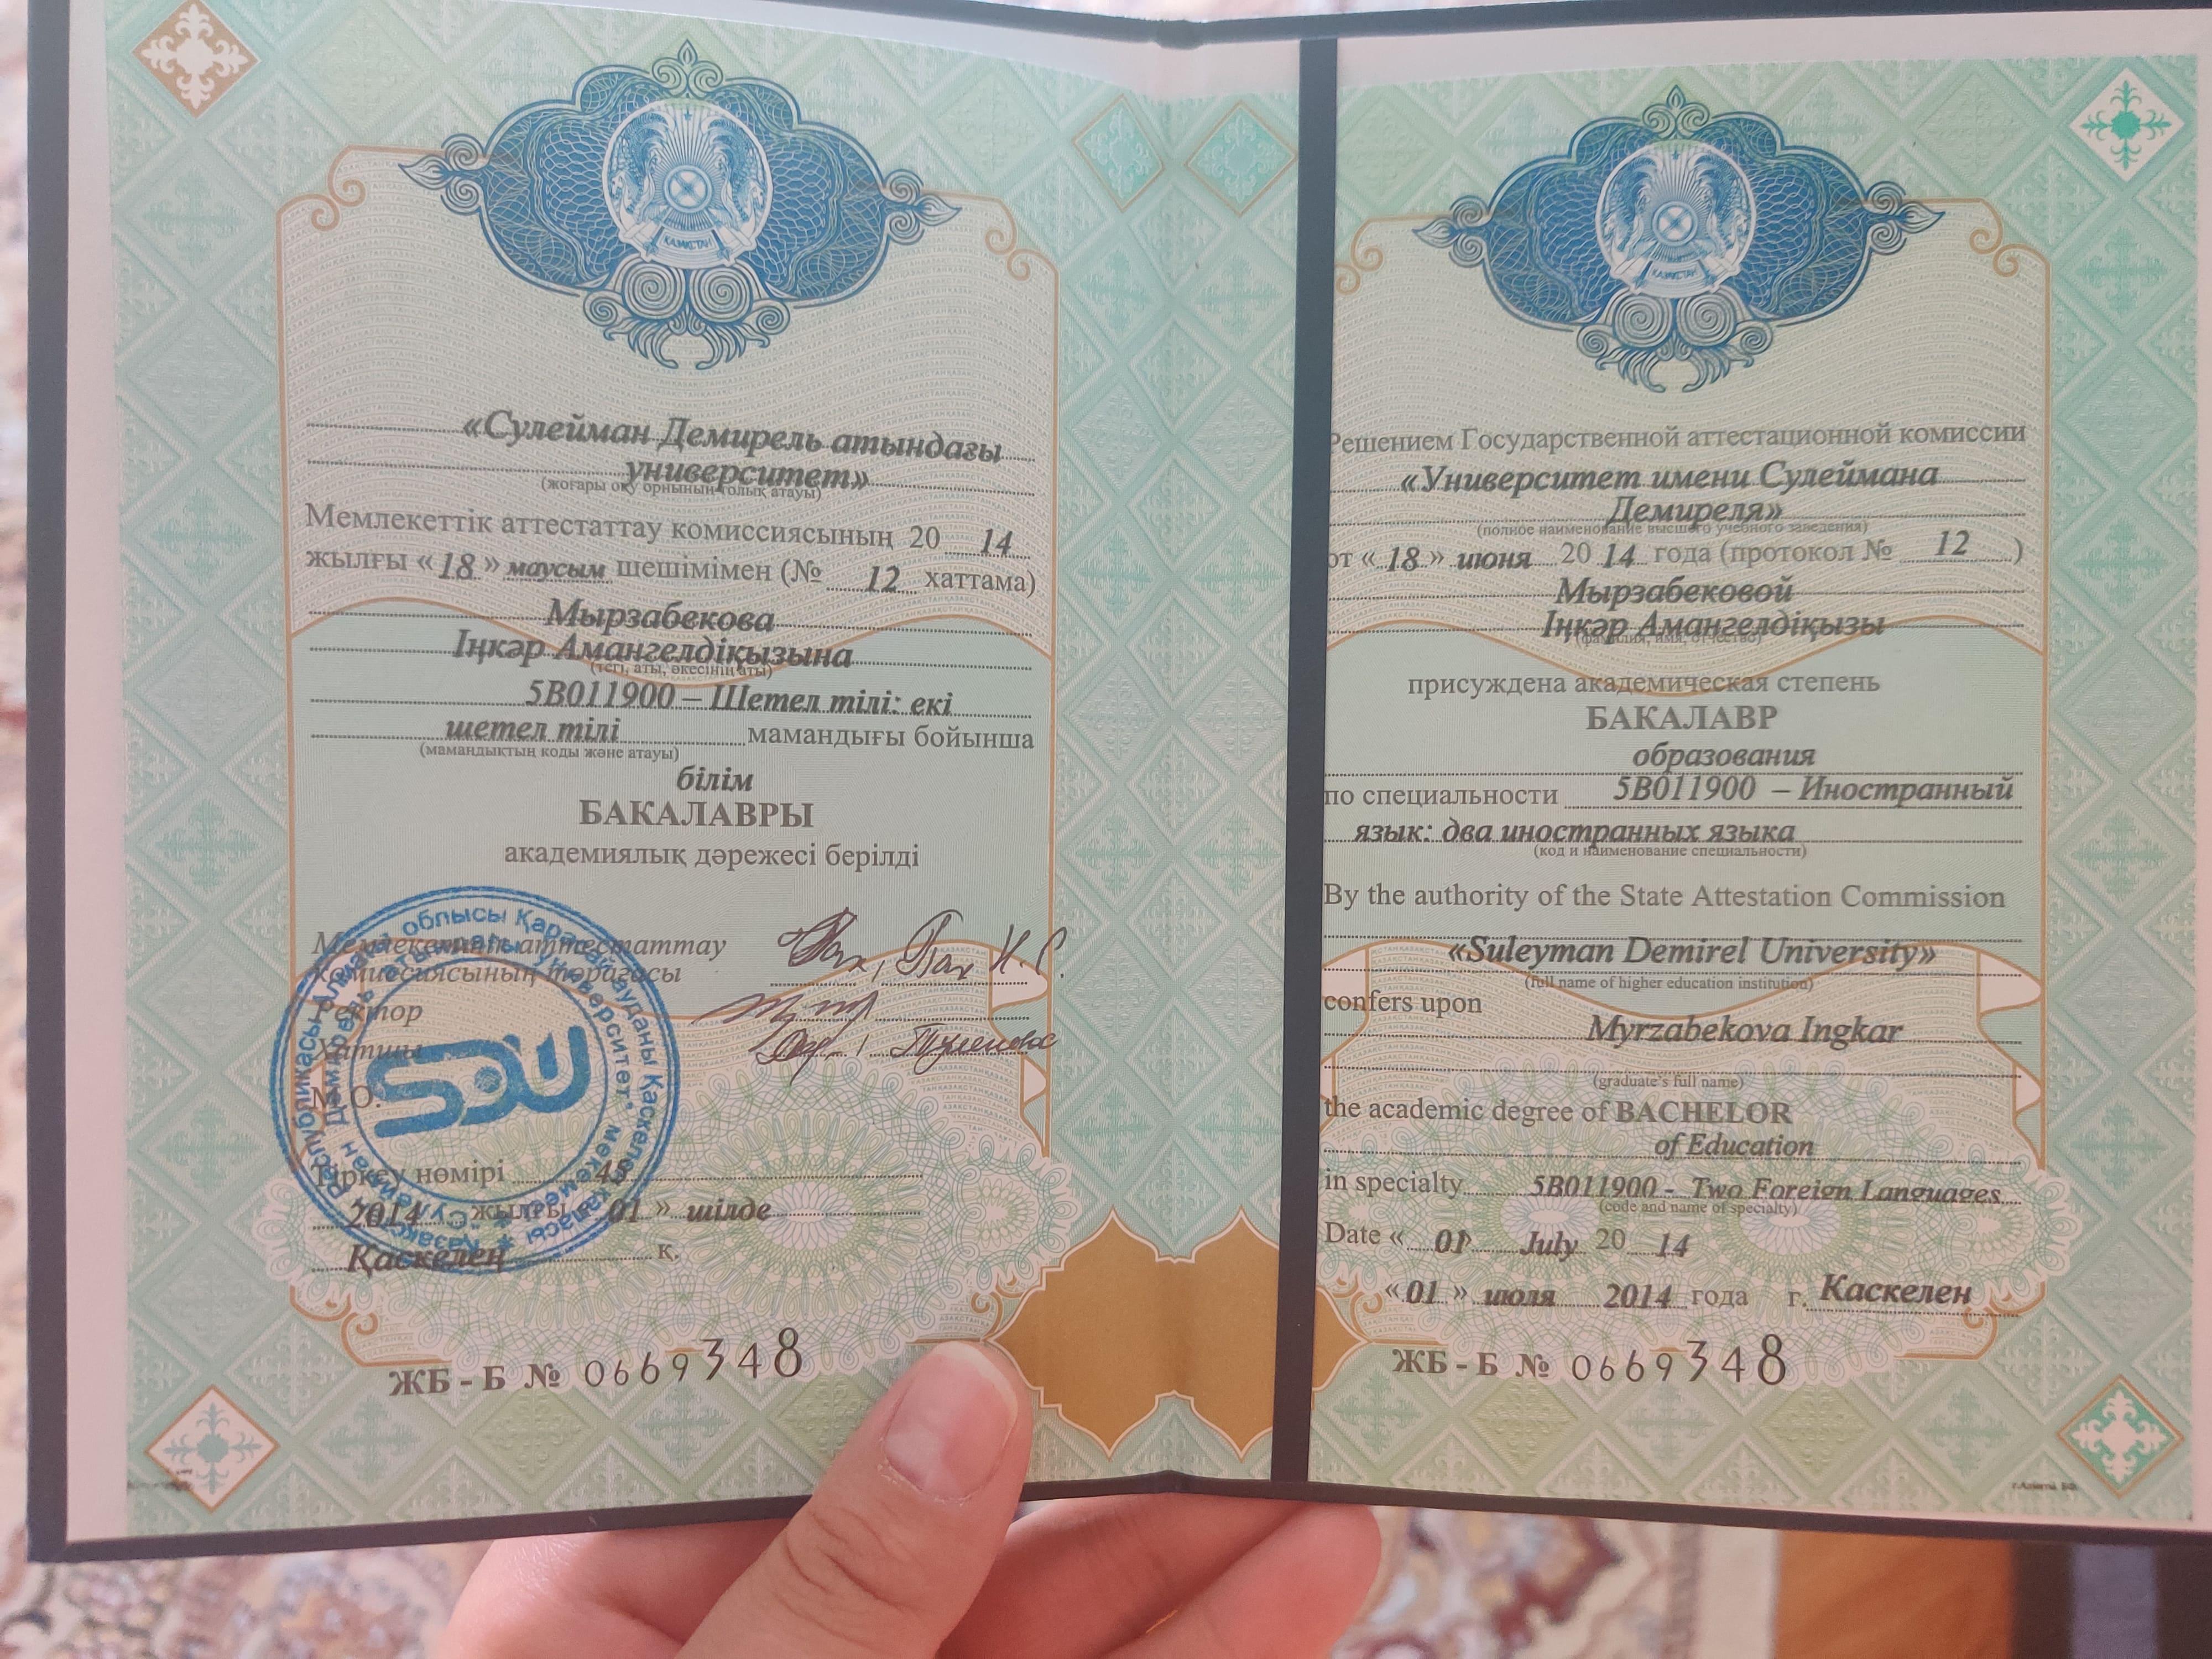 ҚАЗАҚСТАН
«Сулейман Демирель атындағы
университет»
(жоғары оқу орнының толық атауы)
Мемлекеттік аттестаттау комиссиясының 20 14
жылғы «18» маусым шешімімен (№ 12 хаттама)
Мырзабекова
Іңкәр Амангелдіқызына
(тегі, аты, әкесінің аты)
5В011900 – Шетел тілі: екі
шетел тілі мамандығы бойынша
(мамандықтың коды және атауы)
білім
БАКАЛАВРЫ
академиялық дәрежесі берілді
Мемлекеттік аттестаттау
комиссиясының төрағасы
Ректор
Хатшы
М.О.
SDU
Тіркеу нөмірі 43
2014 жылғы « 01 » шілде
Қаскелең қ.
ЖБ - Б № 0669348
ҚАЗАҚСТАН
Решением Государственной аттестационной комиссии
«Университет имени Сулеймана
Демиреля»
(полное наименование высшего учебного заведения)
от « 18 » июня 20 14 года (протокол № 12 )
Мырзабековой
Іңкәр Амангелдіқызы
(фамилия, имя, отчество)
присуждена академическая степень
БАКАЛАВР
образования
по специальности 5В011900 – Иностранный
язык: два иностранных языка
(код и наименование специальности)
By the authority of the State Attestation Commission
«Suleyman Demirel University»
(full name of higher education institution)
confers upon
Myrzabekova Ingkar
(graduate's full name)
the academic degree of BACHELOR
of Education
in specialty 5B011900 - Two Foreign Languages
(code and name of specialty)
Date « 01» July 20 14
«01» июля 2014 года г. Каскелен
ЖБ - Б № 0669348